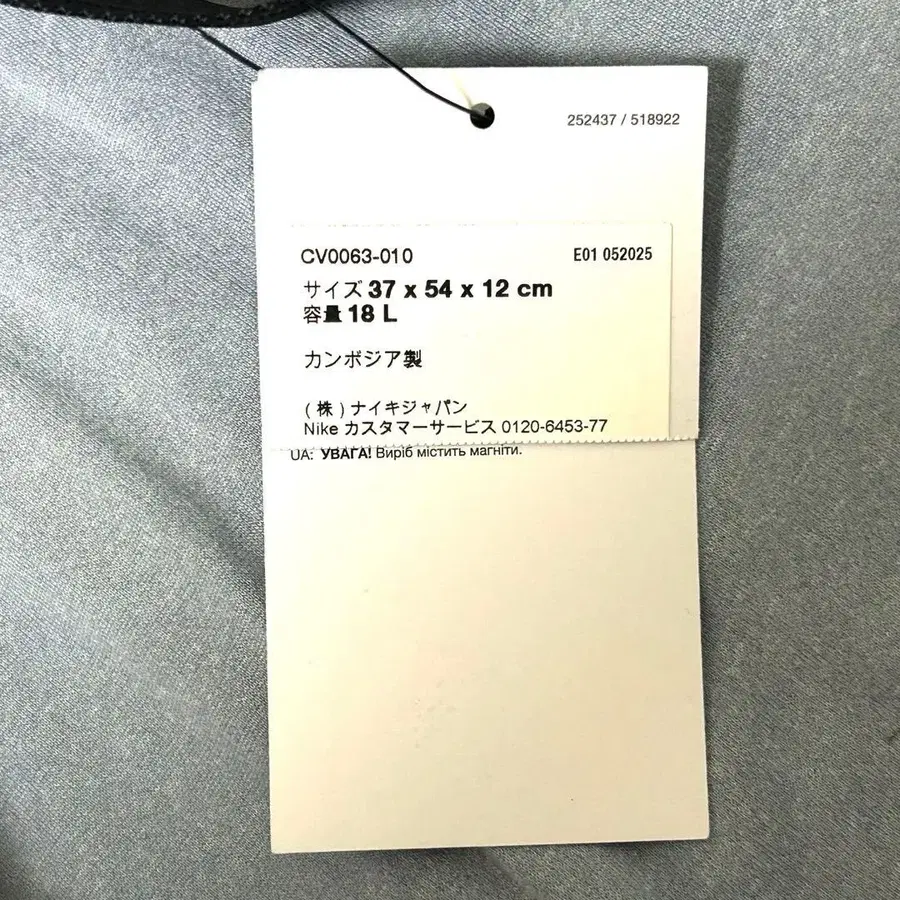 252437 / 518922
CV0063-010 E01 052025
サイズ 37 x 54 x 12 cm
容量 18 L
カンボジア製
(株)ナイキジャパン
Nike カスタマーサービス 0120-6453-77
UA: УВАГА! Виріб містить магніти.